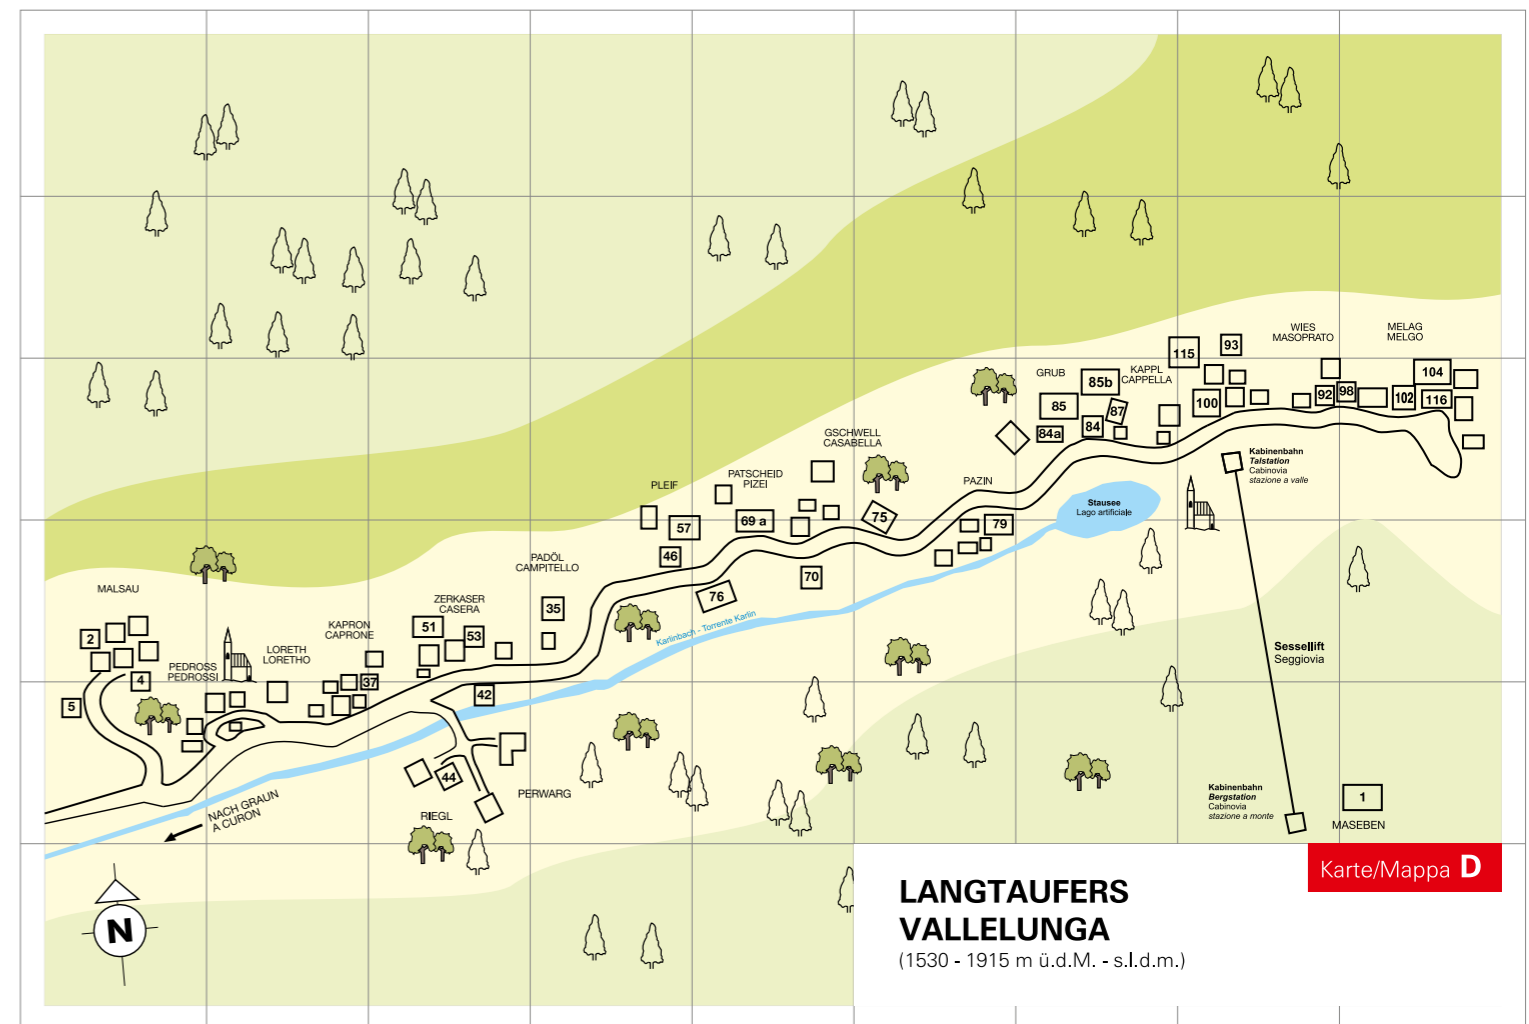 115
93
WIES
MASOPRATO
MELAG
MELGO
GRUB
85b
KAPPL
CAPPELLA
104
85
87
100
92
98
102
116
84a
84
GSCHWELL
CASABELLA
Kabinenbahn
Talstation
Cabinovia
stazione a valle
PLEIF
PATSCHEID
PIZEI
PAZIN
Stausee
Lago artificiale
57
69 a
75
79
46
70
76
PADÖL
CAMPITELLO
MALSAU
ZERKASER
CASERA
35
Karlinbach - Torrente Karlin
2
KAPRON
CAPRONE
51
53
LORETH
LORETHO
PEDROSS
PEDROSSI
4
37
42
5
Sessellift
Seggiovia
44
PERWARG
RIEGL
NACH GRAUN
A CURON
Kabinenbahn
Bergstation
Cabinovia
stazione a monte
1
MASEBEN
Karte/Mappa D
N
LANGTAUFERS
VALLELUNGA
(1530 - 1915 m ü.d.M. - s.l.d.m.)